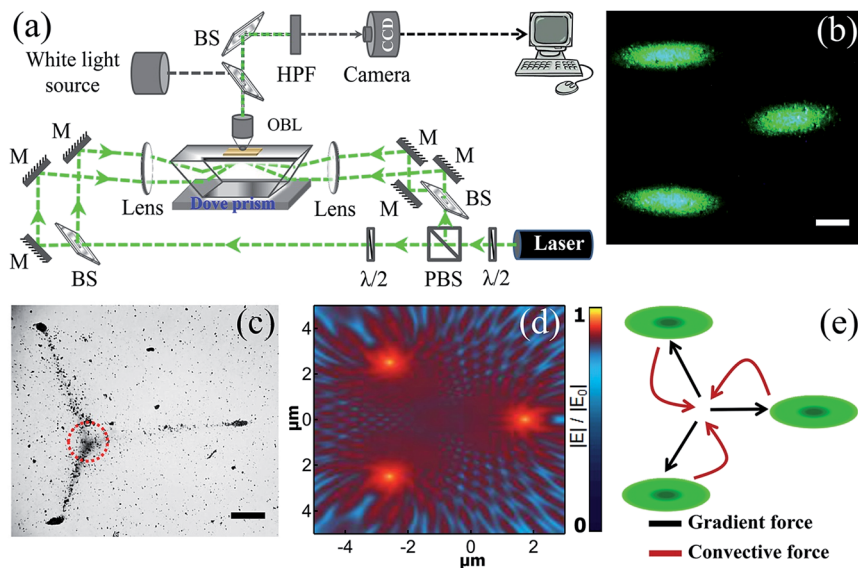 (a)
BS
HPF
CCD
Camera
White light
source
OBL
M
M
M
M
Lens
Dove prism
Lens
BS
M
BS
λ/2
PBS
λ/2
Laser
(b)
(c)
(d)
μm
4
2
0
2
4
-4
-2
0
2
μm
1
|E| / |E0|
0
(e)
Gradient force
Convective force